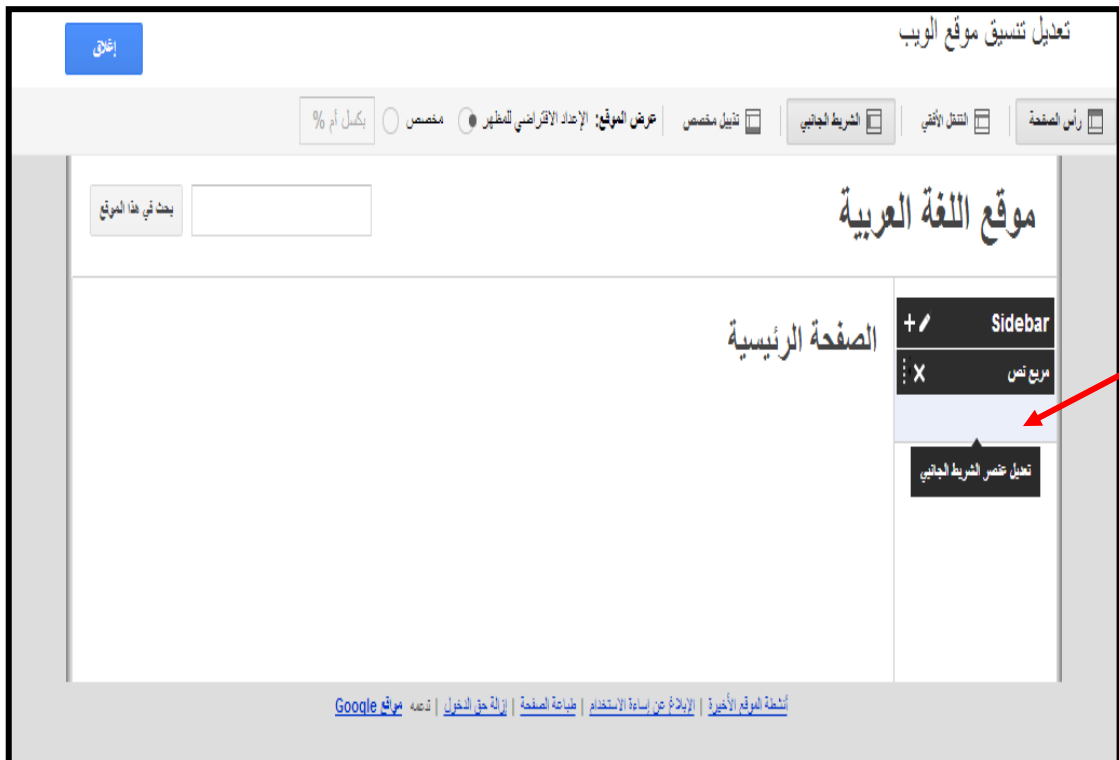 تعديل تنسيق موقع الويب
إغلاق
رأس الصفحة التنقل الأفقي الشريط الجانبي تذييل مخصص عرض الموقع: الإعداد الافتراضي للمظهر مخصص بكسل أم %
موقع اللغة العربية
بحث في هذا الموقع
Sidebar
مربع نص
تعديل عنصر الشريط الجانبي
الصفحة الرئيسية
أنشطة الموقع الأخيرة | الإبلاغ عن إساءة الاستخدام | طباعة الصفحة | إزالة حق الدخول | تدعمه مواقع Google